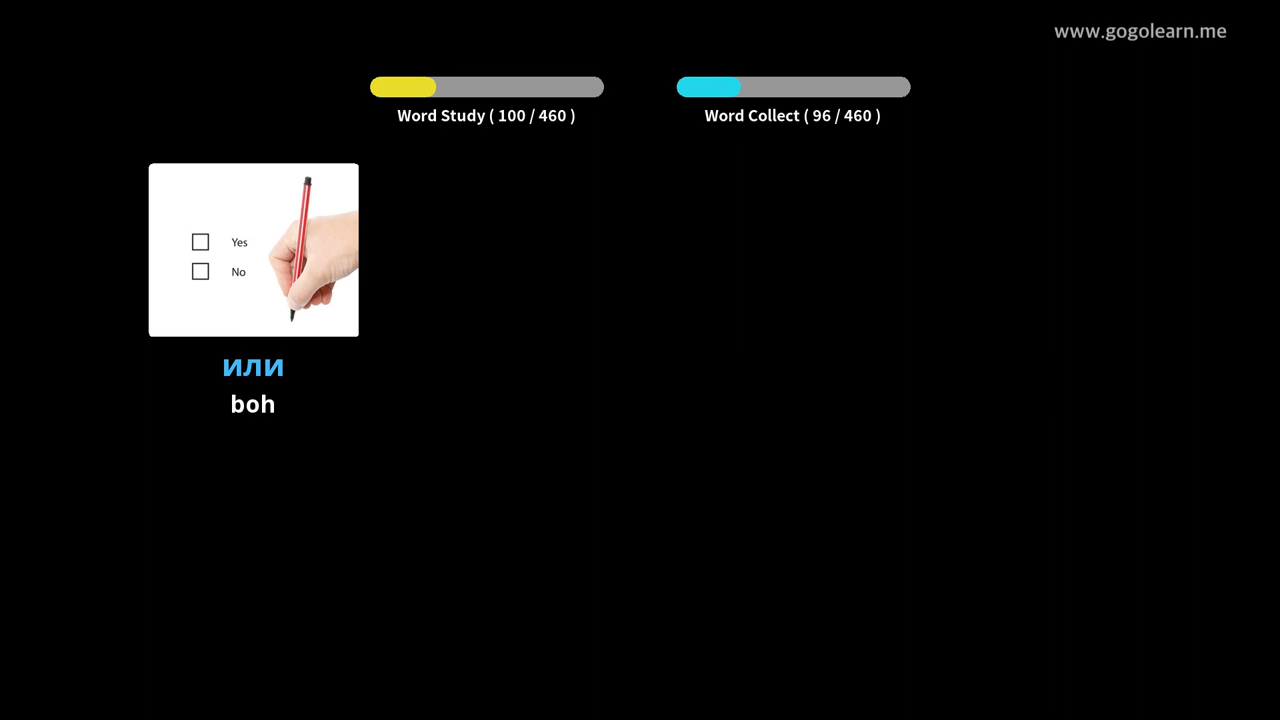 www.gogolearn.me
Word Study ( 100 / 460 )
Word Collect ( 96 / 460 )
Yes
No
или
boh